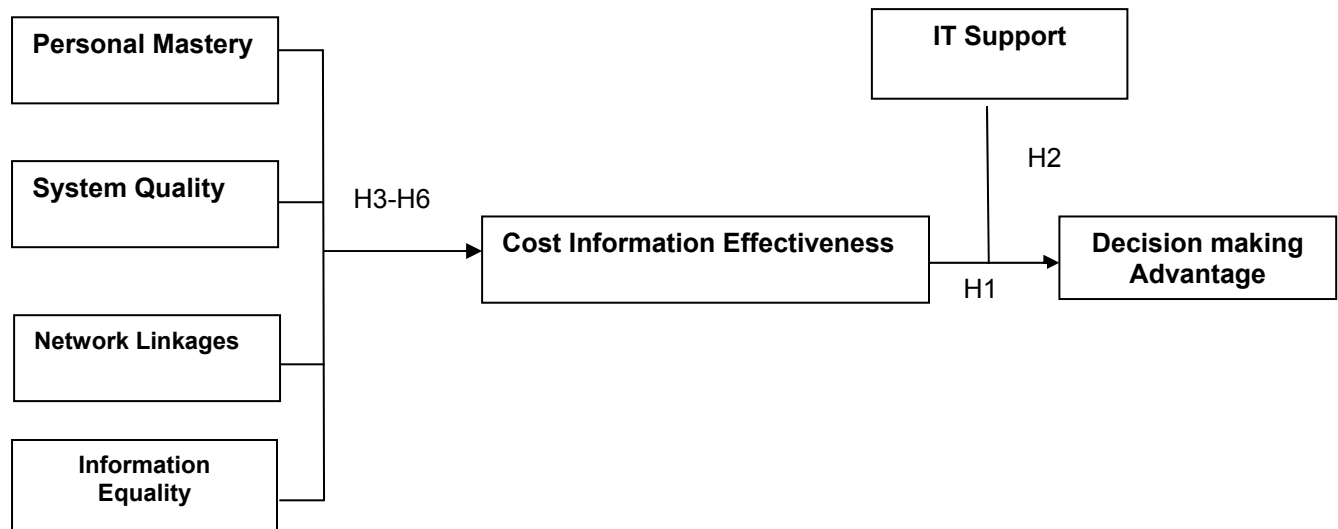 Personal Mastery
IT Support
H2
System Quality
H3-H6
Cost Information Effectiveness
Decision making
Advantage
H1
Network Linkages
Information
Equality